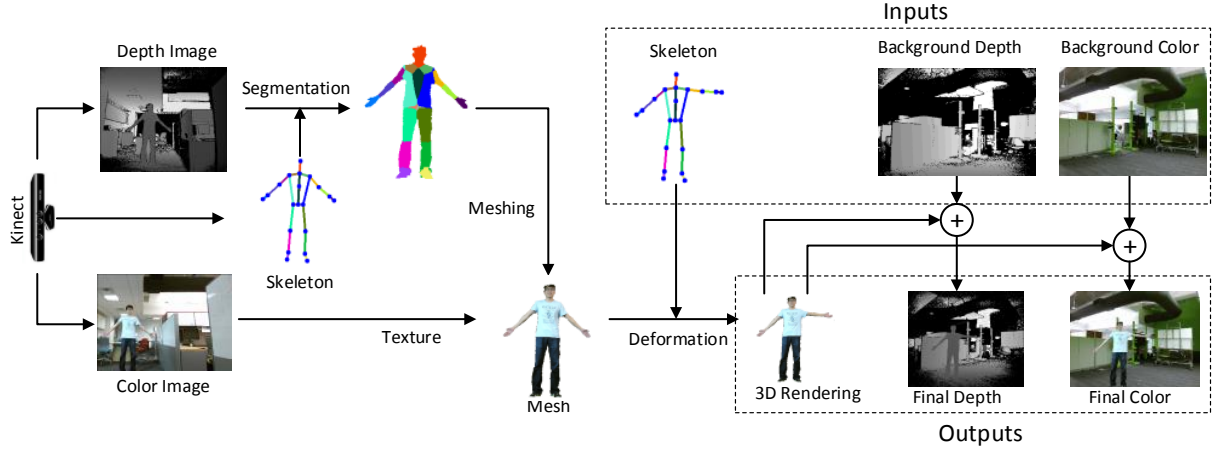 Inputs
Depth Image
Skeleton
Background Depth
Background Color
Segmentation
Kinect
Meshing
+
+
Skeleton
Color Image
Texture
Mesh
Deformation
3D Rendering
Final Depth
Final Color
Outputs